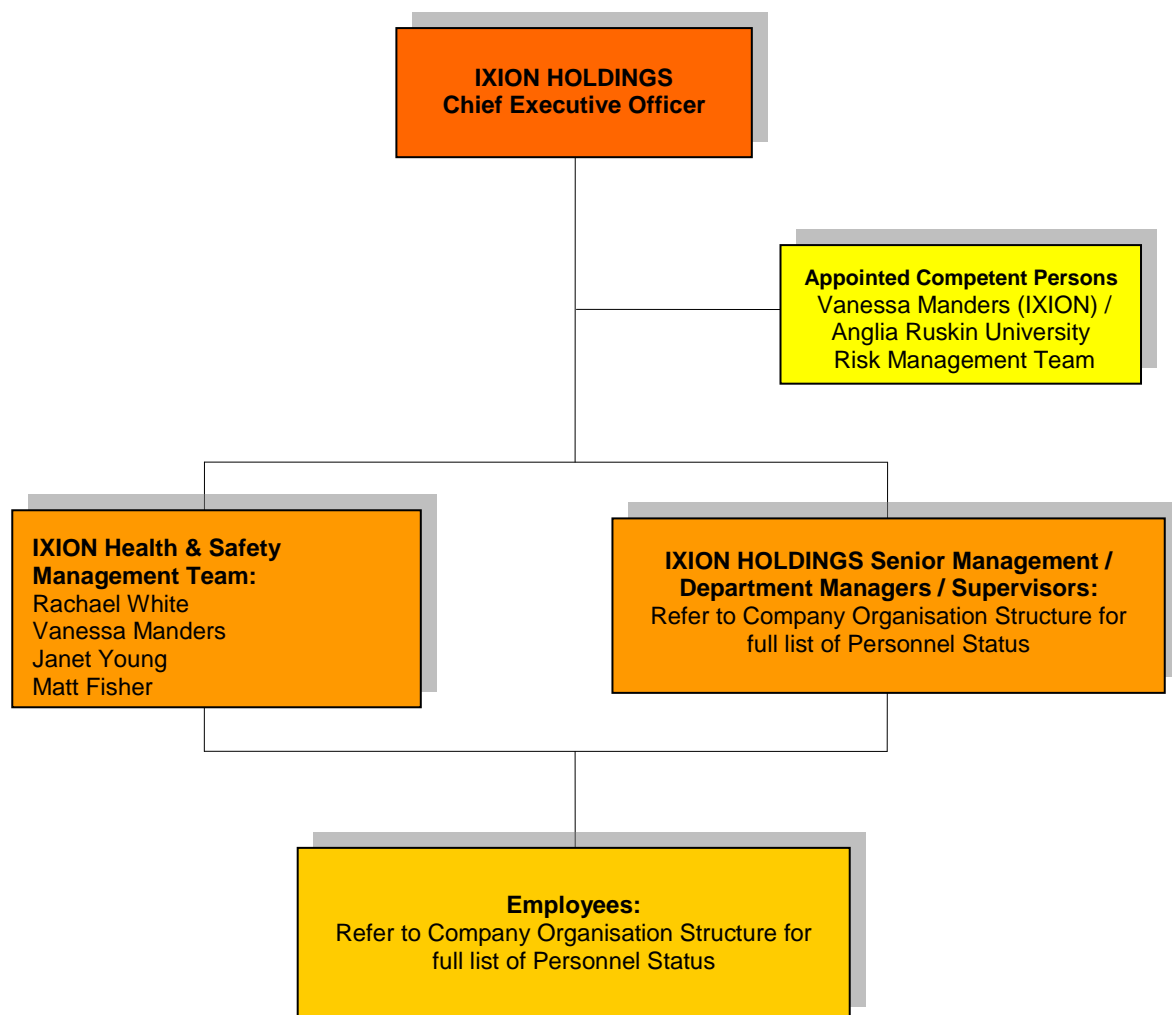 IXION HOLDINGS
Chief Executive Officer
Appointed Competent Persons
Vanessa Manders (IXION) /
Anglia Ruskin University
Risk Management Team
IXION Health & Safety
Management Team:
Rachael White
Vanessa Manders
Janet Young
Matt Fisher
IXION HOLDINGS Senior Management /
Department Managers / Supervisors:
Refer to Company Organisation Structure for
full list of Personnel Status
Employees:
Refer to Company Organisation Structure for
full list of Personnel Status